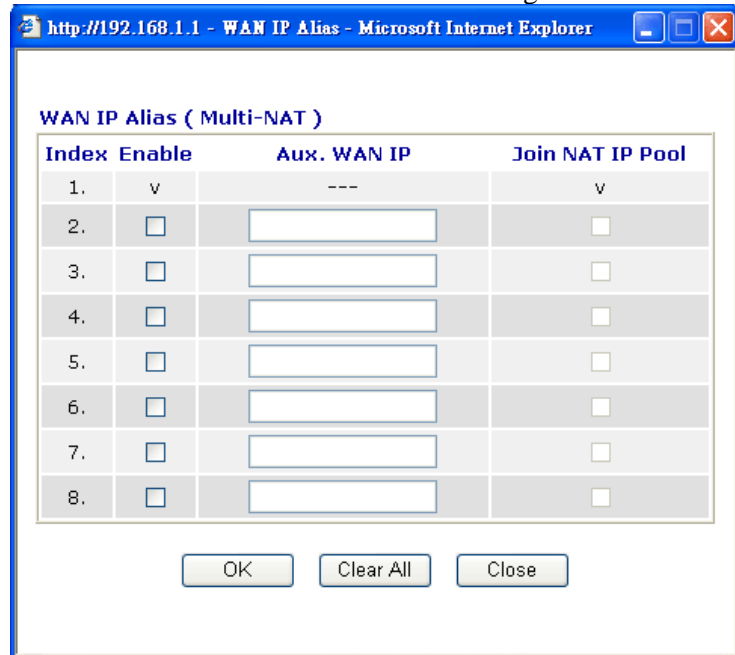 http://192.168.1.1 - WAN IP Alias - Microsoft Internet Explorer
WAN IP Alias ( Multi-NAT )
Index Enable Aux. WAN IP Join NAT IP Pool
1. v --- v
2.
3.
4.
5.
6.
7.
8.
OK Clear All Close